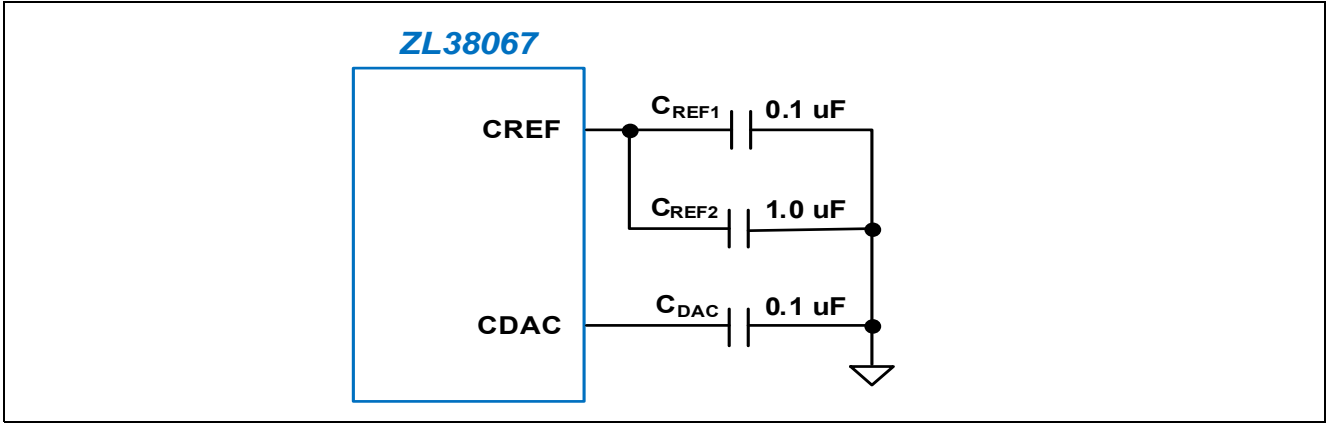 ZL38067
CREF
CREF1 0.1 uF
CREF2 1.0 uF
CDAC
CDAC 0.1 uF